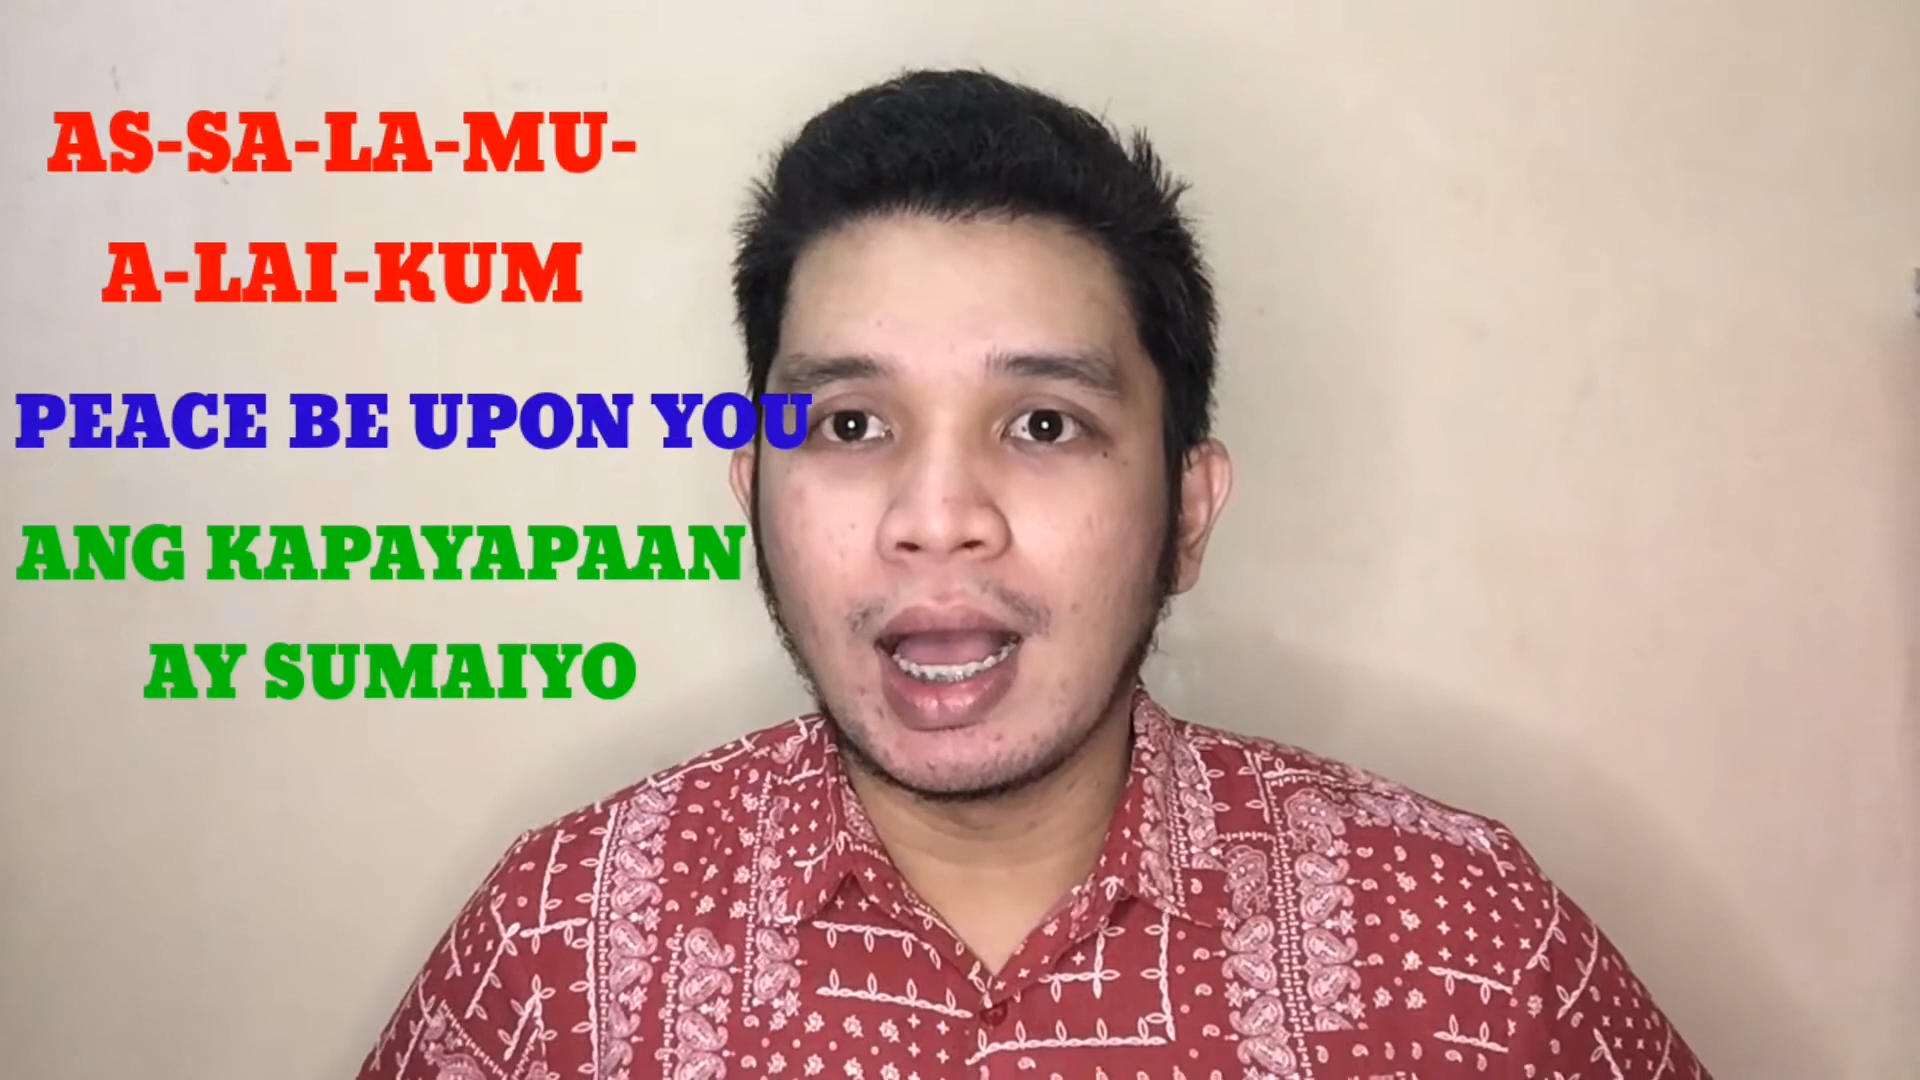 AS-SA-LA-MU-
A-LAI-KUM
PEACE BE UPON YOU
ANG KAPAYAPAAN
AY SUMAIYO